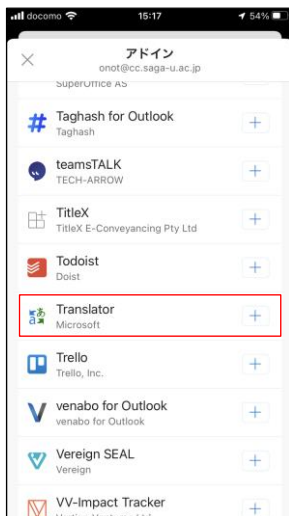 docomo 15:17 54%
アドイン
onot@cc.saga-u.ac.jp
SuperOffice AS
Taghash for Outlook
Taghash
teamsTALK
TECH-ARROW
TitleX
TitleX E-Conveyancing Pty Ltd
Todoist
Doist
Translator
Microsoft
Trello
Trello, Inc.
venabo for Outlook
venabo for Outlook
Vereign SEAL
Vereign
VV-Impact Tracker